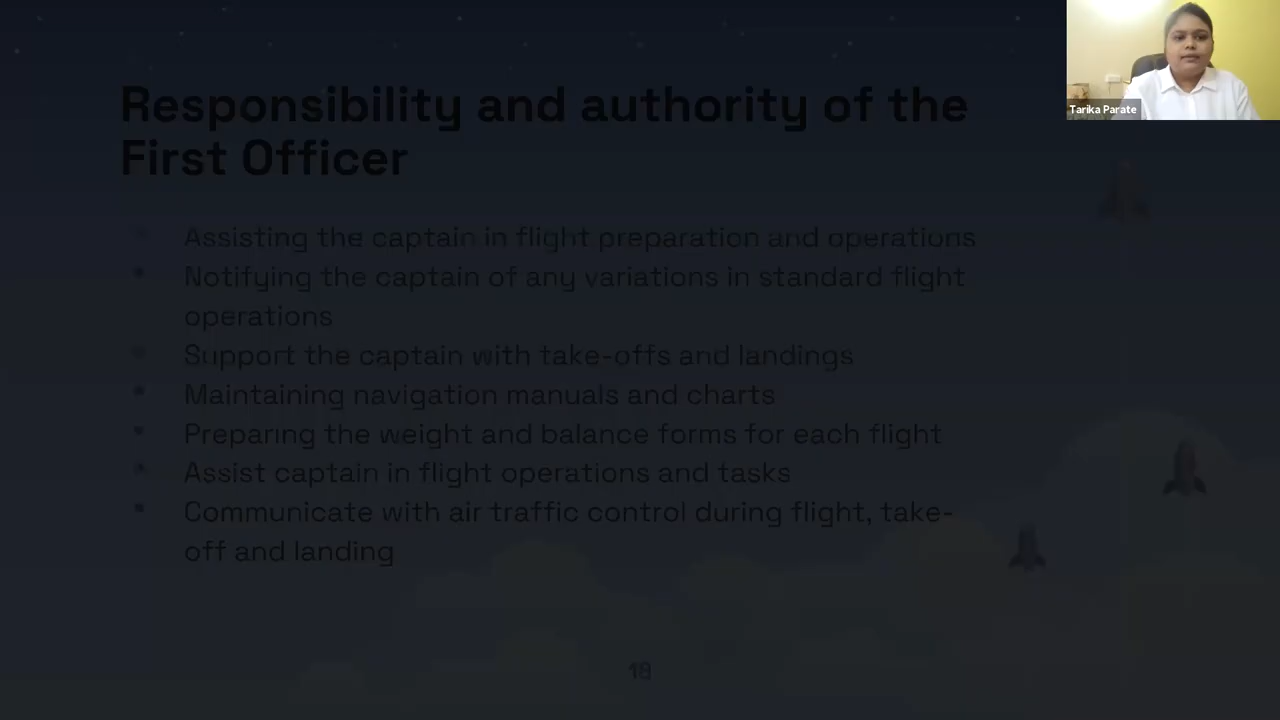 Responsibility and authority of the
First Officer
Assisting the captain in flight preparation and operations
Notifying the captain of any variations in standard flight
operations
Support the captain with take-offs and landings
Maintaining navigation manuals and charts
Preparing the weight and balance forms for each flight
Assist captain in flight operations and tasks
Communicate with air traffic control during flight, take-
off and landing
Tarika Parate